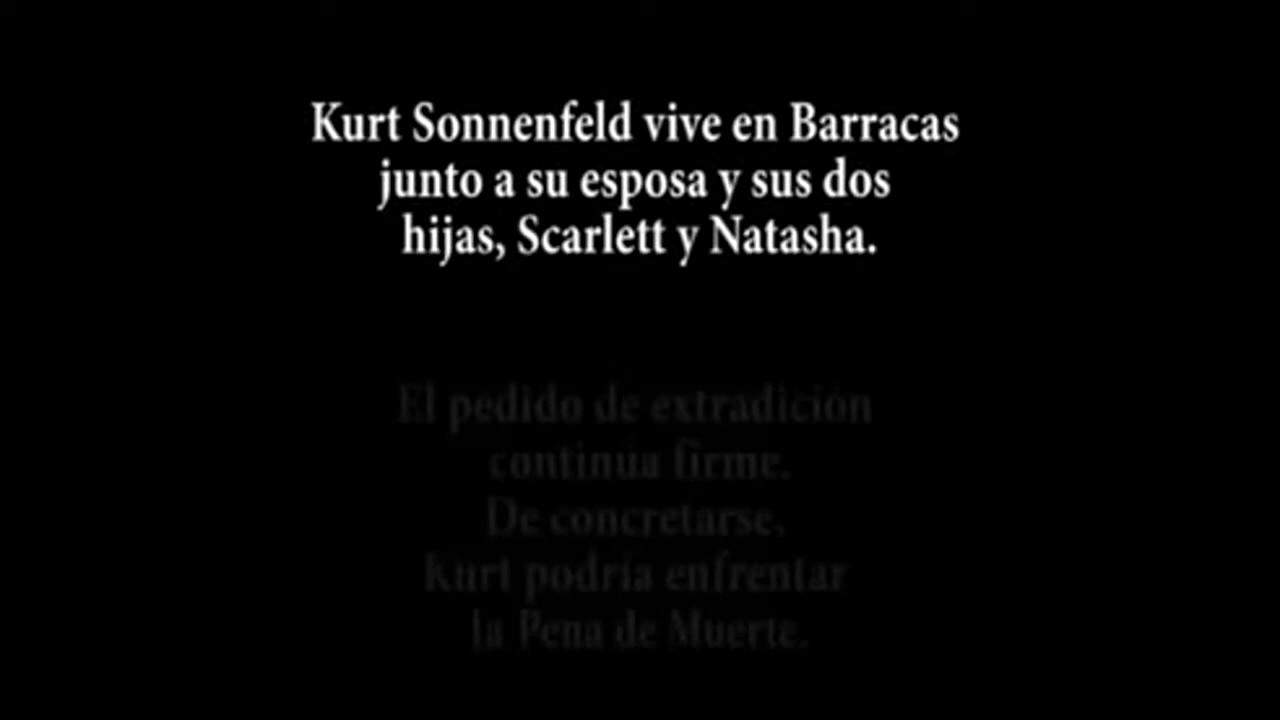 Kurt Sonnenfeld vive en Barracas
junto a su esposa y sus dos
hijas, Scarlett y Natasha.
El pedido de extradición
continúa firme.
De concretarse,
Kurt podría enfrentar
la Pena de Muerte.